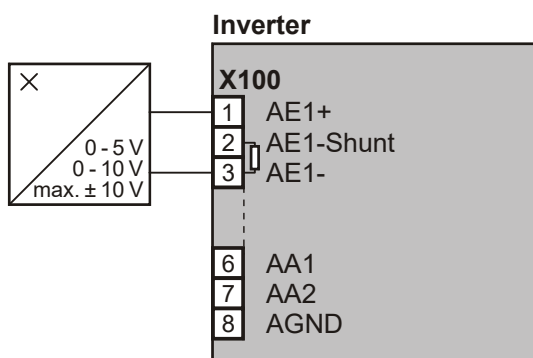 Inverter
X100
1 AE1+
2 AE1-Shunt
3 AE1-
0 - 5 V
0 - 10 V
max. ± 10 V
6 AA1
7 AA2
8 AGND